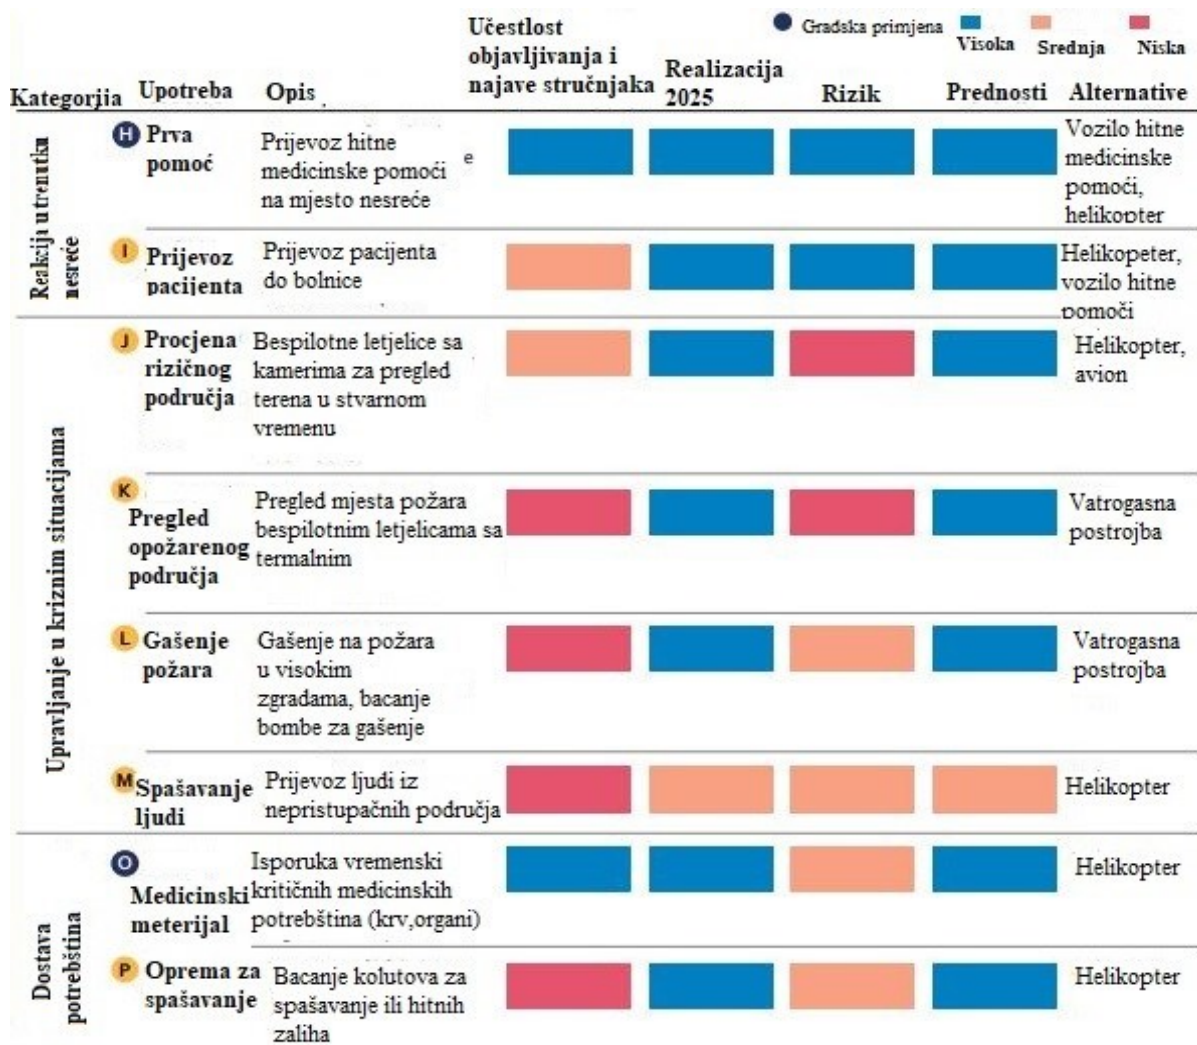 Gradska primjena
Visoka
Srednja
Niska
Kategorija
Upotreba
Opis
Učestlost
objavljivanja i
najave stručnjaka
Realizacija
2025
Rizik
Prednosti
Alternative
Reakcija u trenutku
nesreće
H
Prva
pomoć
Prijevoz hitne
medicinske pomoći
na mjesto nesreće
e
Vozilo hitne
medicinske
pomoći,
helikopter
I
Prijevoz
pacijenta
Prijevoz pacijenta
do bolnice
Helikopeter,
vozilo hitne
pomoči
Upravljanje u kriznim situacijama
J
Procjena
rizičnog
područja
Bespilotne letjelice sa
kamerima za pregled
terena u stvarnom
vremenu
Helikopter,
avion
K
Pregled
opožarenog
područja
Pregled mjesta požara
bespilotnim letjelicama sa
termalnim
Vatrogasna
postrojba
L
Gašenje
požara
Gašenje na požara
u visokim
zgradama, bacanje
bombe za gašenje
Vatrogasna
postrojba
M
Spašavanje
ljudi
Prijevoz ljudi iz
nepristupačnih područja
Helikopter
Dostava
potrebština
O
Medicinski
meterijal
Isporuka vremenski
kritičnih medicinskih
potrebština (krv,organi)
Helikopter
P
Oprema za
spašavanje
Bacanje kolutova za
spašavanje ili hitnih
zaliha
Helikopter